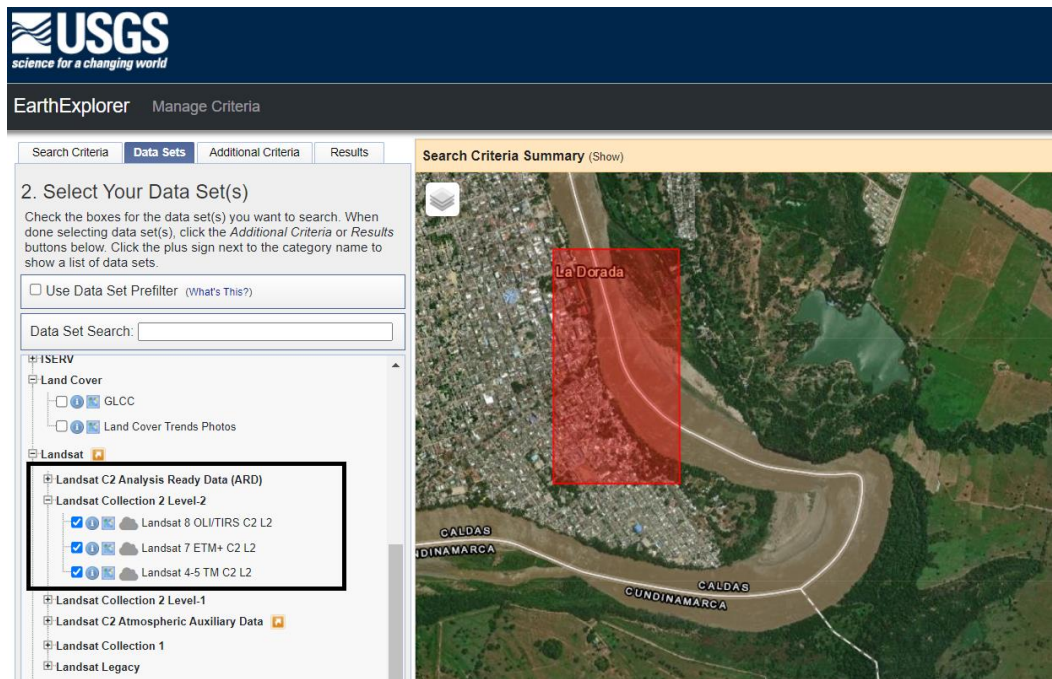 USGS
science for a changing world
EarthExplorer Manage Criteria
Search Criteria Data Sets Additional Criteria Results
2. Select Your Data Set(s)
Check the boxes for the data set(s) you want to search. When
done selecting data set(s), click the Additional Criteria or Results
buttons below. Click the plus sign next to the category name to
show a list of data sets.
Use Data Set Prefilter (What's This?)
Data Set Search:
ISERV
Land Cover
GLCC
Land Cover Trends Photos
Landsat
Landsat C2 Analysis Ready Data (ARD)
Landsat Collection 2 Level-2
Landsat 8 OLI/TIRS C2 L2
Landsat 7 ETM+ C2 L2
Landsat 4-5 TM C2 L2
Landsat Collection 2 Level-1
Landsat C2 Atmospheric Auxiliary Data
Landsat Collection 1
Landsat Legacy
Search Criteria Summary (Show)
La Dorada
CALDAS
NDINAMARCA
CALDAS
CUNDINAMARCA